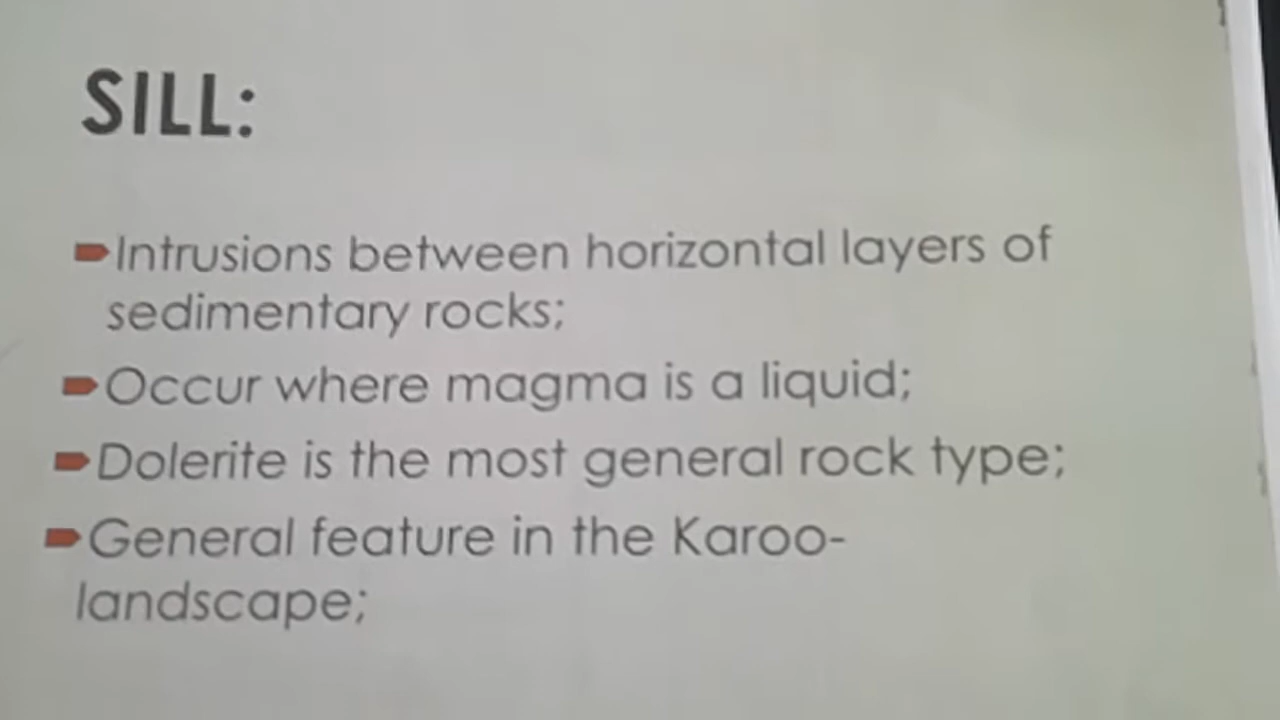 SILL:
Intrusions between horizontal layers of
sedimentary rocks;
Occur where magma is a liquid;
Dolerite is the most general rock type;
General feature in the Karoo-
landscape;